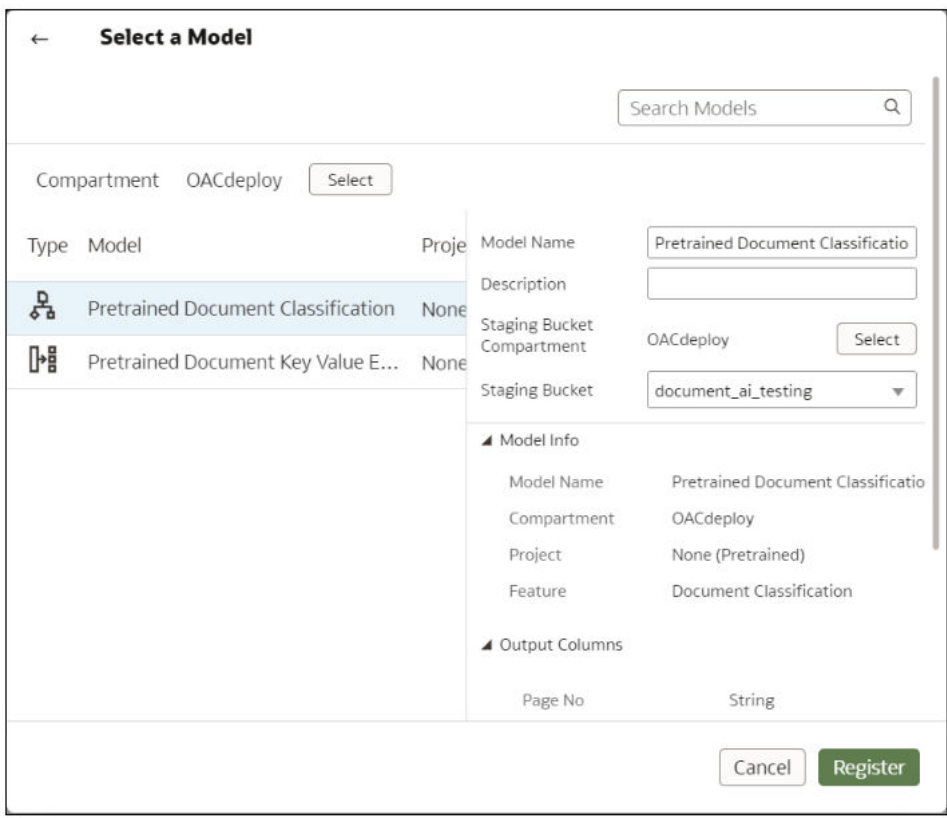 ← Select a Model
Search Models
Compartment OACdeploy Select
Type Model Proje
Pretrained Document Classification None
Pretrained Document Key Value E... None
Model Name Pretrained Document Classificatio
Description
Staging Bucket
Compartment OACdeploy Select
Staging Bucket document_ai_testing
Model Info
Model Name Pretrained Document Classificatio
Compartment OACdeploy
Project None (Pretrained)
Feature Document Classification
Output Columns
Page No String
Cancel Register